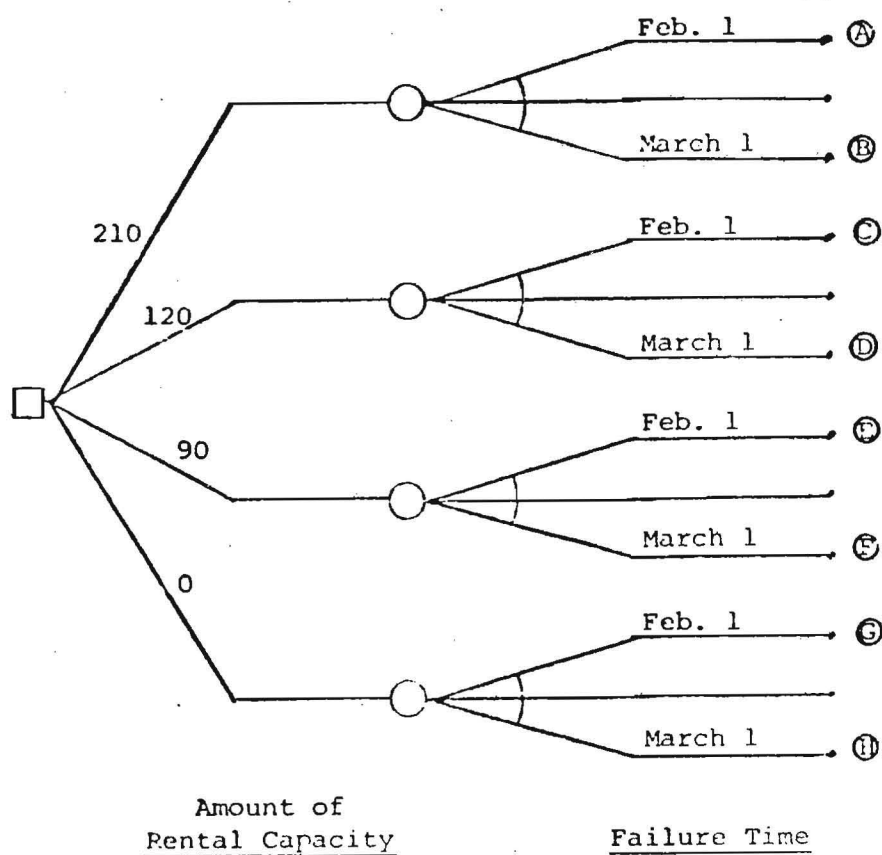 Feb. 1 Ⓐ
March 1 Ⓑ
210
Feb. 1 Ⓒ
120
March 1 Ⓓ
Feb. 1 Ⓔ
90
March 1 Ⓕ
0
Feb. 1 Ⓖ
March 1 Ⓗ
Amount of
Rental Capacity Failure Time